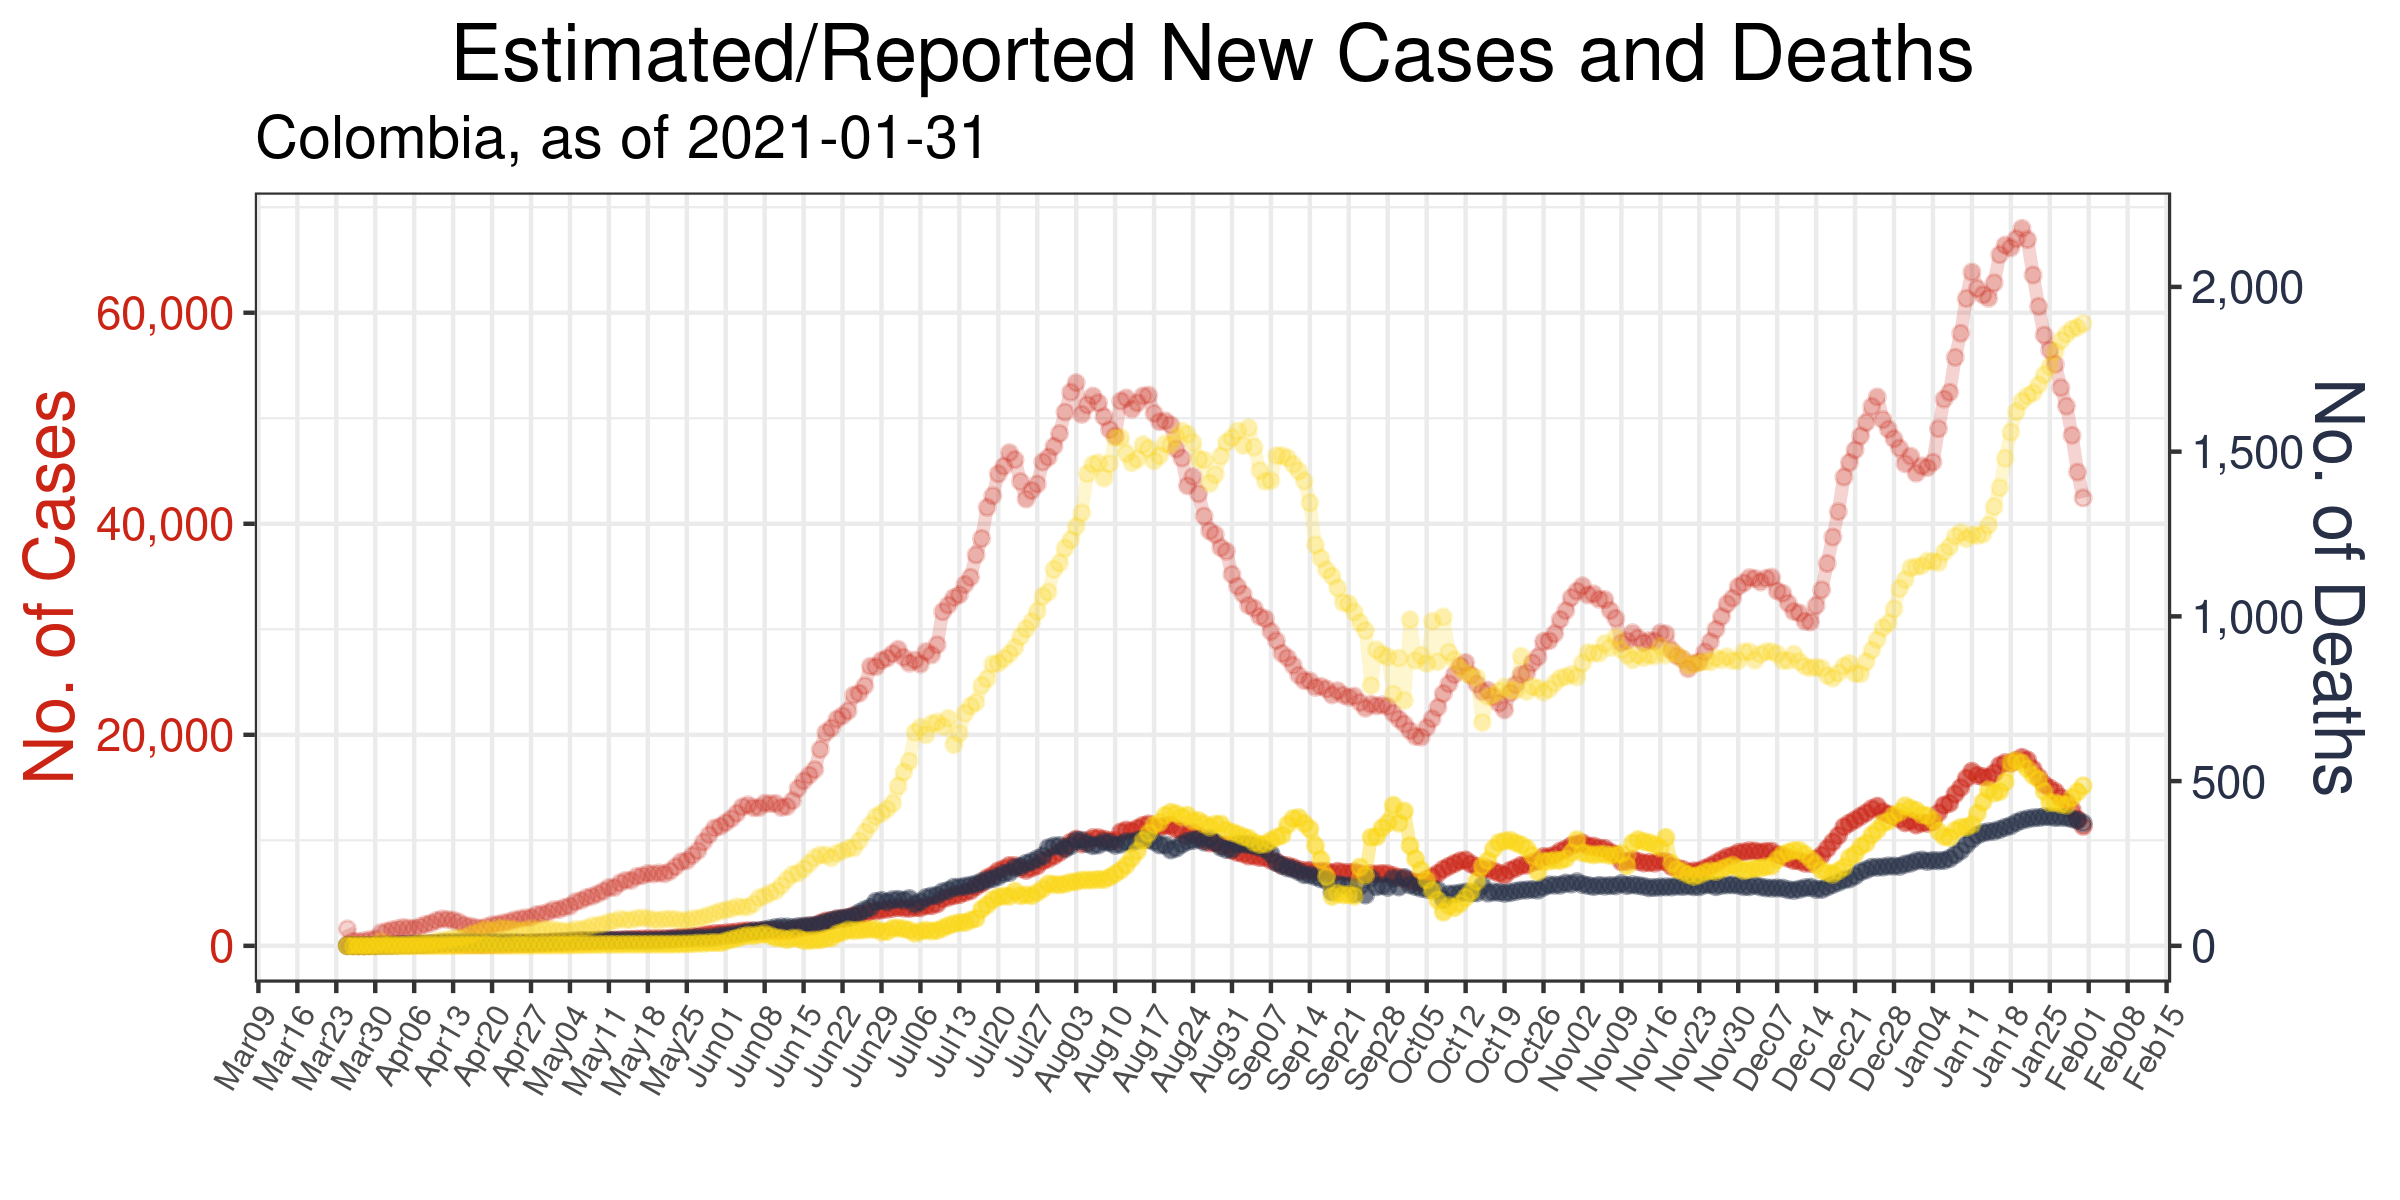 Estimated/Reported New Cases and Deaths
Colombia, as of 2021-01-31
No. of Cases
60,000
40,000
20,000
0
No. of Deaths
2,000
1,500
1,000
500
0
Mar09
Mar16
Mar23
Mar30
Apr06
Apr13
Apr20
Apr27
May04
May11
May18
May25
Jun01
Jun08
Jun15
Jun22
Jun29
Jul06
Jul13
Jul20
Jul27
Aug03
Aug10
Aug17
Aug24
Aug31
Sep07
Sep14
Sep21
Sep28
Oct05
Oct12
Oct19
Oct26
Nov02
Nov09
Nov16
Nov23
Nov30
Dec07
Dec14
Dec21
Dec28
Jan04
Jan11
Jan18
Jan25
Feb01
Feb08
Feb15